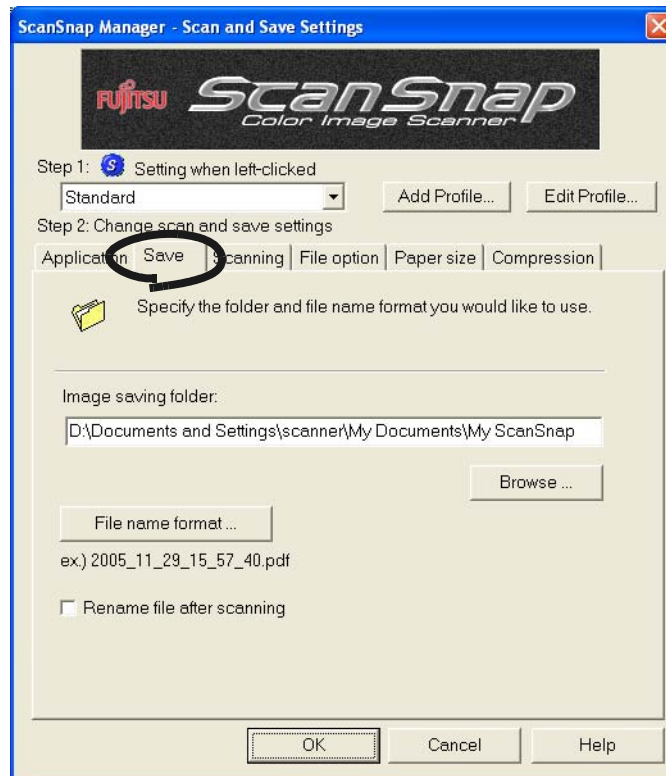 ScanSnap Manager - Scan and Save Settings
FUJITSU ScanSnap
Color Image Scanner
Step 1: S Setting when left-clicked
Standard Add Profile... Edit Profile...
Step 2: Change scan and save settings
Application Save Scanning File option Paper size Compression
Specify the folder and file name format you would like to use.
Image saving folder:
D:\Documents and Settings\scanner\My Documents\My ScanSnap
Browse ...
File name format ...
ex.) 2005_11_29_15_57_40.pdf
Rename file after scanning
OK Cancel Help